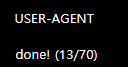 USER-AGENT
done! (13/70)